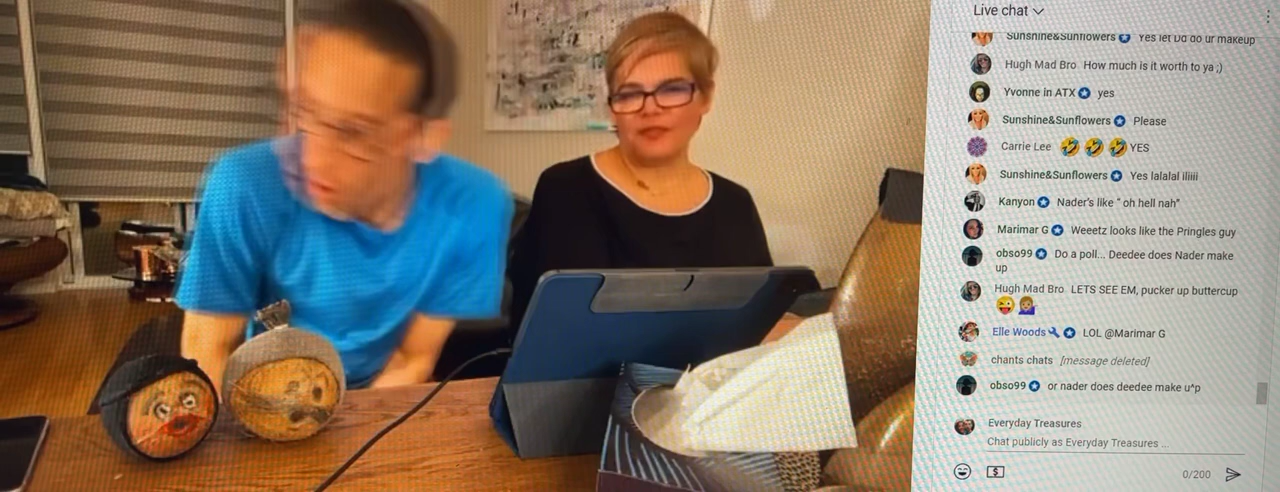 Live chat
Sunshine&Sunflowers Yes let Dd do ur makeup
Hugh Mad Bro How much is it worth to ya ;)
Yvonne in ATX yes
Sunshine&Sunflowers Please
Carrie Lee 🤣🤣🤣YES
Sunshine&Sunflowers Yes lalalal iliiii
Kanyon Nader's like “ oh hell nah”
Marimar G Weeetz looks like the Pringles guy
obso99 Do a poll... Deedee does Nader make
up
Hugh Mad Bro LETS SEE EM, pucker up buttercup
Elle Woods LOL @Marimar G
chants chats [message deleted]
obso99 or nader does deedee make u^p
Everyday Treasures
Chat publicly as Everyday Treasures ...
0/200